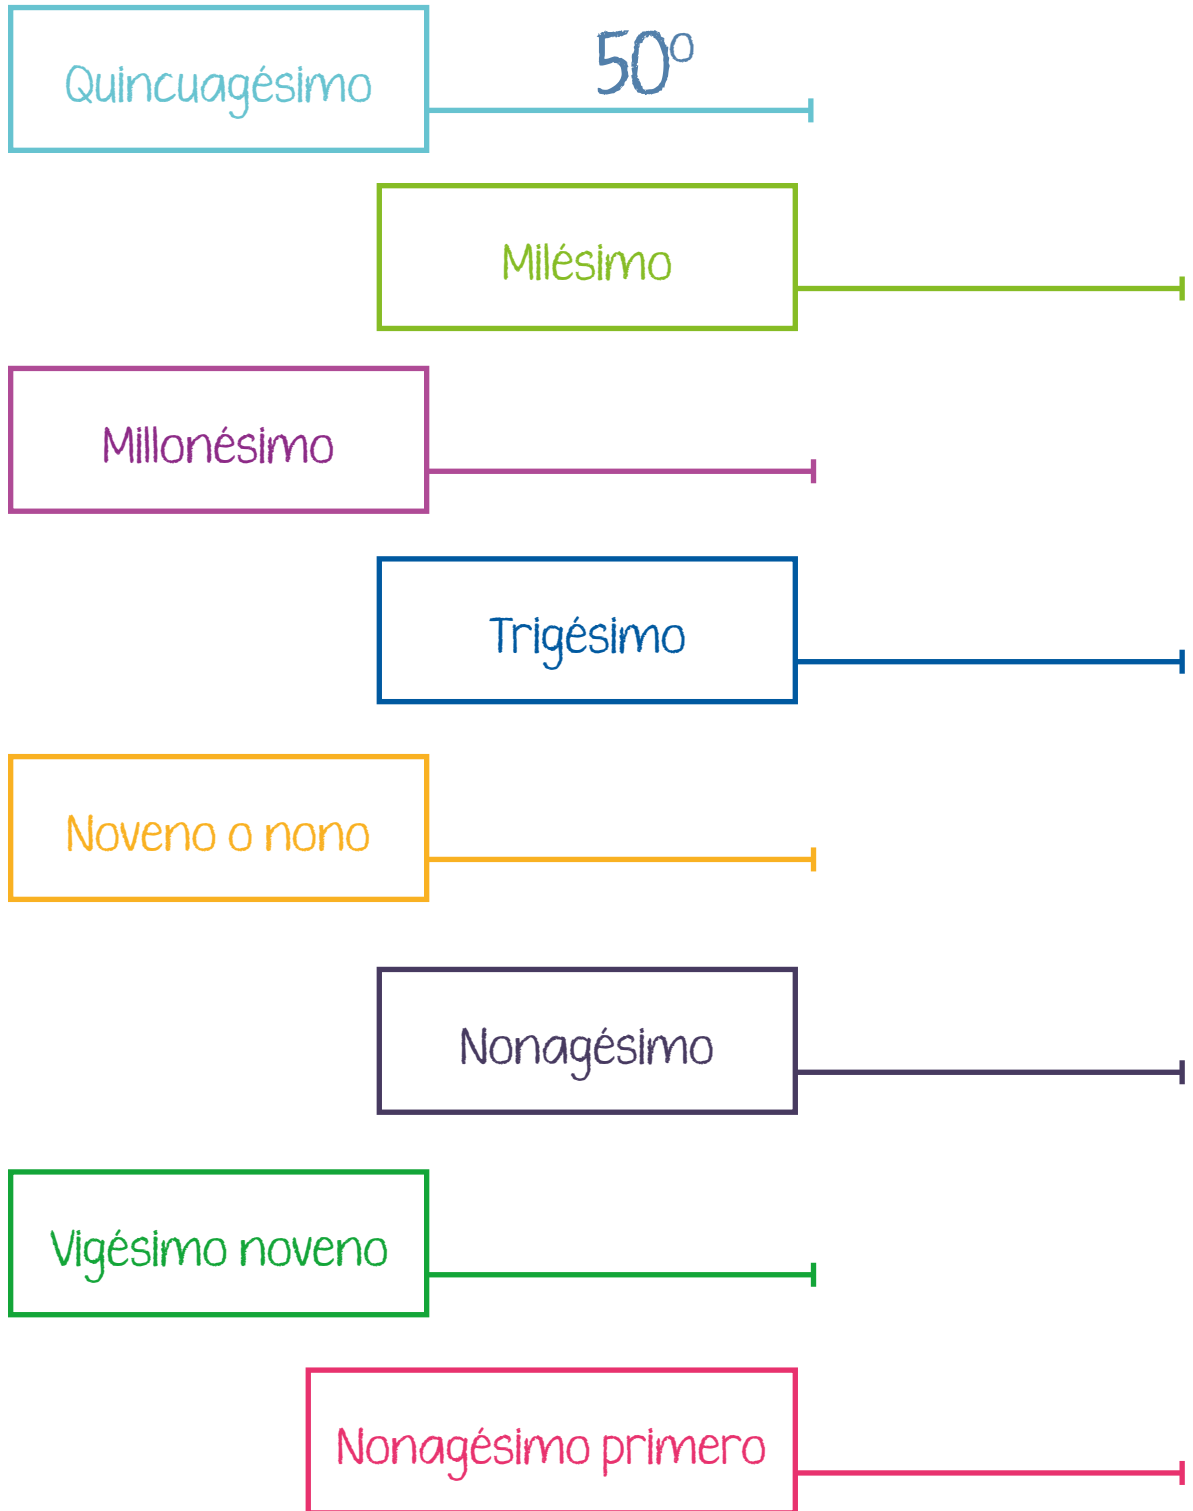 Quincuagésimo
50º
Milésimo
Millonésimo
Trigésimo
Noveno o nono
Nonagésimo
Vigésimo noveno
Nonagésimo primero